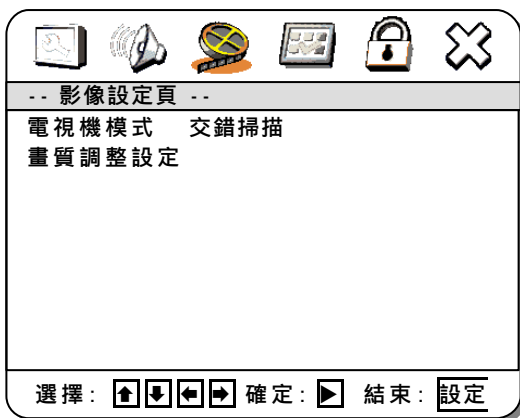 -- 影像設定頁 --
電視機模式 交錯掃描
畫質調整設定
選擇: ↑↓←→ 確定: ▶ 結束: 設定